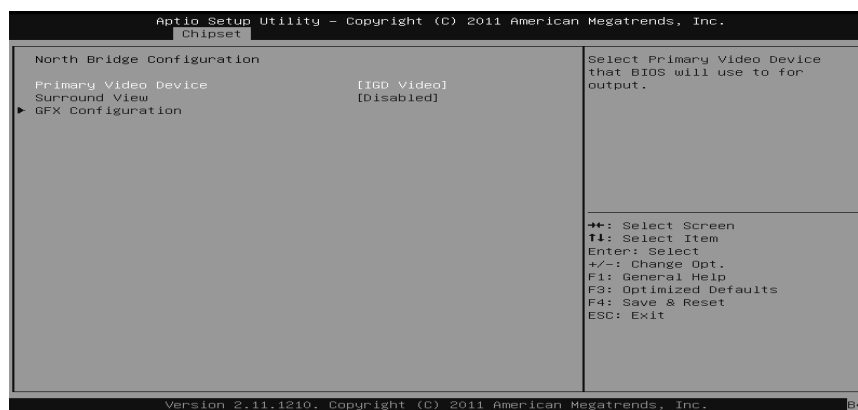 Aptio Setup Utility – Copyright (C) 2011 American Megatrends, Inc.
Chipset
North Bridge Configuration
Primary Video Device [IGD Video]
Surround View [Disabled]
► GFX Configuration
Select Primary Video Device
that BIOS will use to for
output.
→←: Select Screen
↑↓: Select Item
Enter: Select
+/-: Change Opt.
F1: General Help
F3: Optimized Defaults
F4: Save & Reset
ESC: Exit
Version 2.11.1210. Copyright (C) 2011 American Megatrends, Inc.